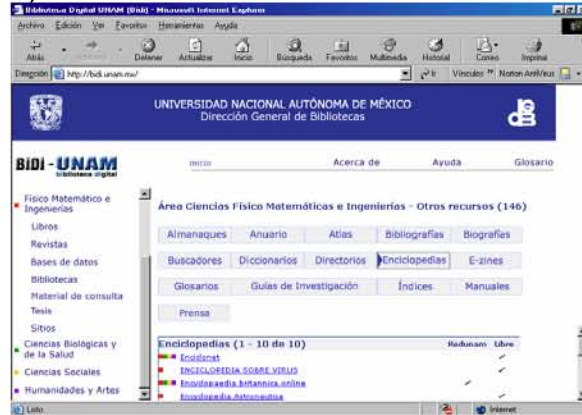 Biblioteca Digital UNAM (Bidi) - Microsoft Internet Explorer
Archivo Edición Ver Favoritos Herramientas Ayuda
Atrás Detener Actualizar Inicio Búsqueda Favoritos Multimedia Historial Correo Imprimir
Dirección http://bidi.unam.mx/ Ir Vínculos Norton AntiVirus
UNIVERSIDAD NACIONAL AUTÓNOMA DE MÉXICO
Dirección General de Bibliotecas
BiDi - UNAM
biblioteca digital
Inicio Acerca de Ayuda Glosario
Físico Matemático e
Ingenierías
Libros
Revistas
Bases de datos
Bibliotecas
Material de consulta
Tesis
Sitios
Ciencias Biológicas y
de la Salud
Ciencias Sociales
Humanidades y Artes
Área Ciencias Físico Matemáticas e Ingenierías - Otros recursos (146)
Almanaques Anuario Atlas Bibliografías Biografías
Buscadores Diccionarios Directorios Enciclopedias E-zines
Glosarios Guías de Investigación Índices Manuales
Prensa
Enciclopedias (1 - 10 de 10) Redunam Libre
Encislonet
ENCICLOPEDIA SOBRE VIRUS
Encyclopaedia britannica online
Encyclopedia Astronautica
Listo Internet